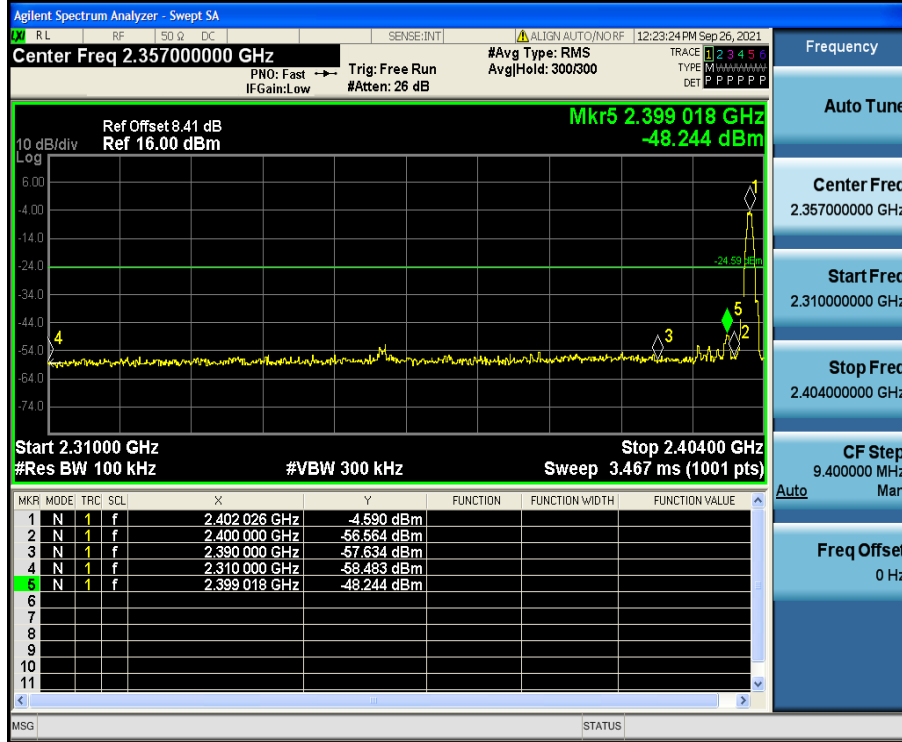 Agilent Spectrum Analyzer - Swept SA
LXI RL RF 50 Ω DC SENSE:INT ALIGN AUTO/NO RF 12:23:24 PM Sep 26, 2021
Center Freq 2.357000000 GHz
PNO: Fast
IFGain:Low
Trig: Free Run
#Atten: 26 dB
#Avg Type: RMS
Avg|Hold: 300/300
TRACE 1 2 3 4 5 6
TYPE M WWWWW
DET P P P P P P
Mkr5 2.399 018 GHz
-48.244 dBm
Ref Offset 8.41 dB
10 dB/div Ref 16.00 dBm
Log
6.00
-4.00
-14.0
-24.0
-34.0
-44.0
-54.0
-64.0
-74.0
1
-24.59 dBm
5
2
3
4
Start 2.31000 GHz Stop 2.40400 GHz
#Res BW 100 kHz #VBW 300 kHz Sweep 3.467 ms (1001 pts)
MKR MODE TRC SCL X Y FUNCTION FUNCTION WIDTH FUNCTION VALUE
1 N 1 f 2.402 026 GHz -4.590 dBm
2 N 1 f 2.400 000 GHz -56.564 dBm
3 N 1 f 2.390 000 GHz -57.634 dBm
4 N 1 f 2.310 000 GHz -58.483 dBm
5 N 1 f 2.399 018 GHz -48.244 dBm
6
7
8
9
10
11
MSG STATUS
Frequency
Auto Tune
Center Freq
2.357000000 GHz
Start Freq
2.310000000 GHz
Stop Freq
2.404000000 GHz
CF Step
9.400000 MHz
Auto Man
Freq Offset
0 Hz